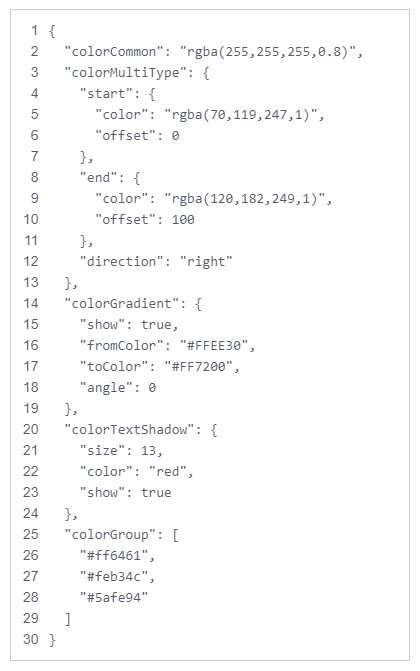 1 {
2   "colorCommon": "rgba(255,255,255,0.8)",
3   "colorMultiType": {
4     "start": {
5       "color": "rgba(70,119,247,1)",
6       "offset": 0
7     },
8     "end": {
9       "color": "rgba(120,182,249,1)",
10       "offset": 100
11     },
12     "direction": "right"
13   },
14   "colorGradient": {
15     "show": true,
16     "fromColor": "#FFEE30",
17     "toColor": "#FF7200",
18     "angle": 0
19   },
20   "colorTextShadow": {
21     "size": 13,
22     "color": "red",
23     "show": true
24   },
25   "colorGroup": [
26     "#ff6461",
27     "#feb34c",
28     "#5afe94"
29   ]
30 }